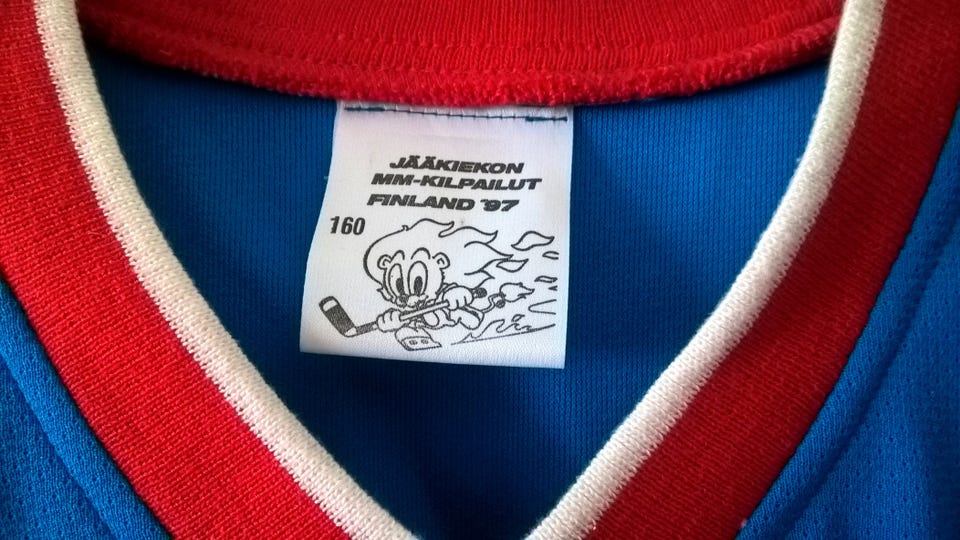 JÄÄKIEKON
MM-KILPAILUT
FINLAND '97
160